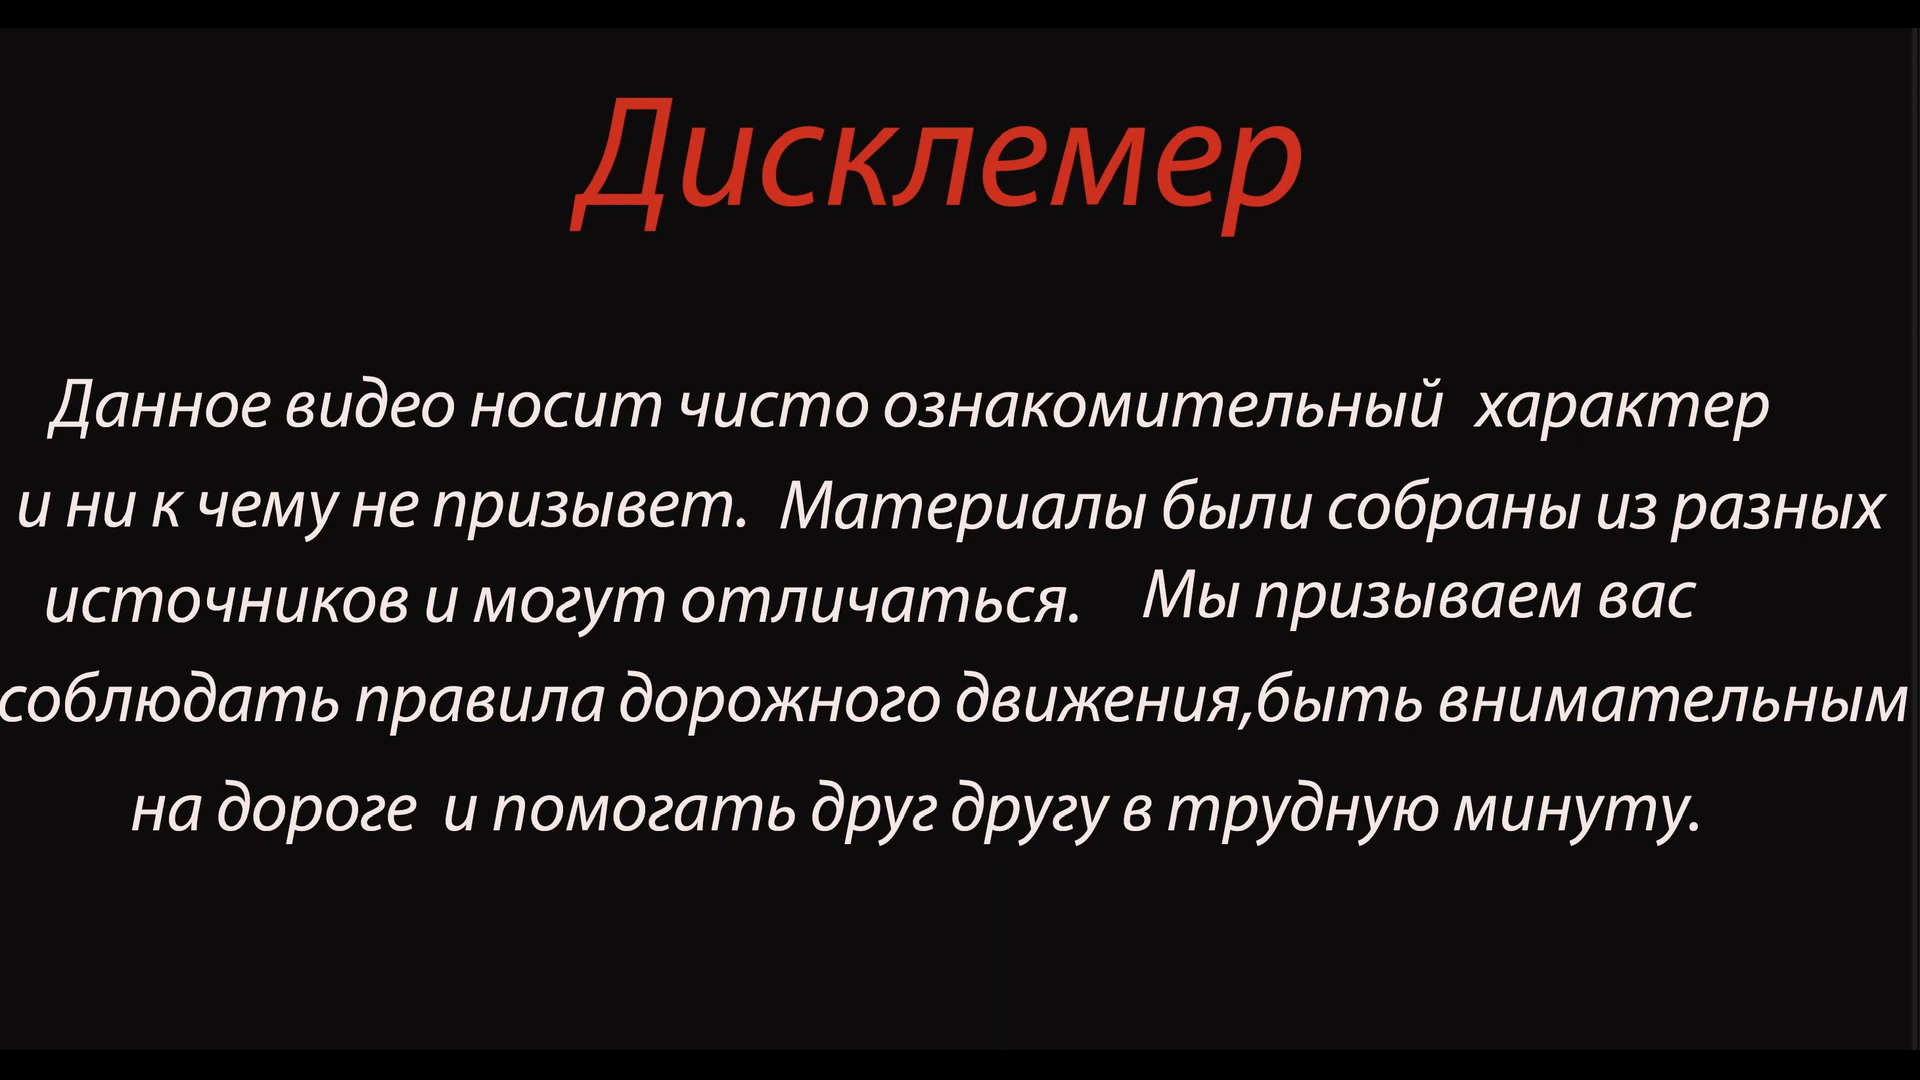 Дисклемер
Данное видео носит чисто ознакомительный характер
и ни к чему не призывет. Материалы были собраны из разных
источников и могут отличаться. Мы призываем вас
соблюдать правила дорожного движения,быть внимательным
на дороге и помогать друг другу в трудную минуту.